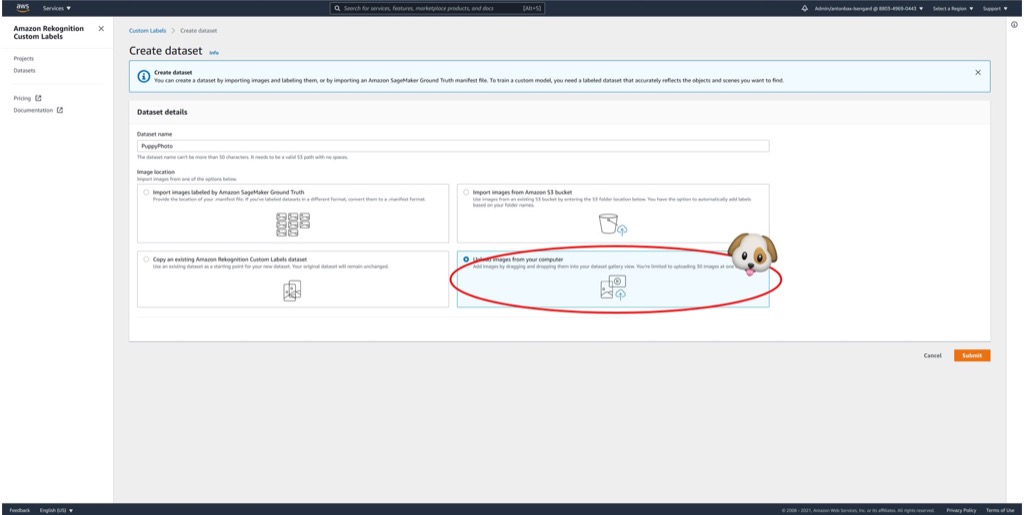 aws
Services ▼
Search for services, features, marketplace products, and docs
[Alt+S]
Select a Region ▼
Support ▼
Amazon Rekognition
Custom Labels
Projects
Datasets
Pricing
Documentation
Custom Labels > Create dataset
Create dataset Info
Create dataset
You can create a dataset by importing images and labeling them, or by importing an Amazon SageMaker Ground Truth manifest file. To train a custom model, you need a labeled dataset that accurately reflects the objects and scenes you want to find.
Dataset details
Dataset name
PuppyPhoto
The dataset name can't be more than 50 characters. It needs to be a valid S3 path with no spaces.
Image location
Import images from one of the options below
Import images labeled by Amazon SageMaker Ground Truth
Provide the location of your .manifest file. If you've labeled datasets in a different format, convert them to a .manifest format.
Import images from Amazon S3 bucket
Use images from an existing S3 bucket by entering the S3 folder location below. You have the option to automatically add labels
based on your folder names.
Copy an existing Amazon Rekognition Custom Labels dataset
Use an existing dataset as a starting point for your new dataset. Your original dataset will remain unchanged.
Upload images from your computer
Add images by dragging and dropping them into your dataset gallery view. You're limited to uploading 30 images at one
Cancel
Submit
Feedback
English (US) ▼
© 2008 - 2021, Amazon Web Services, Inc. or its affiliates. All rights reserved.
Privacy Policy
Terms of Use